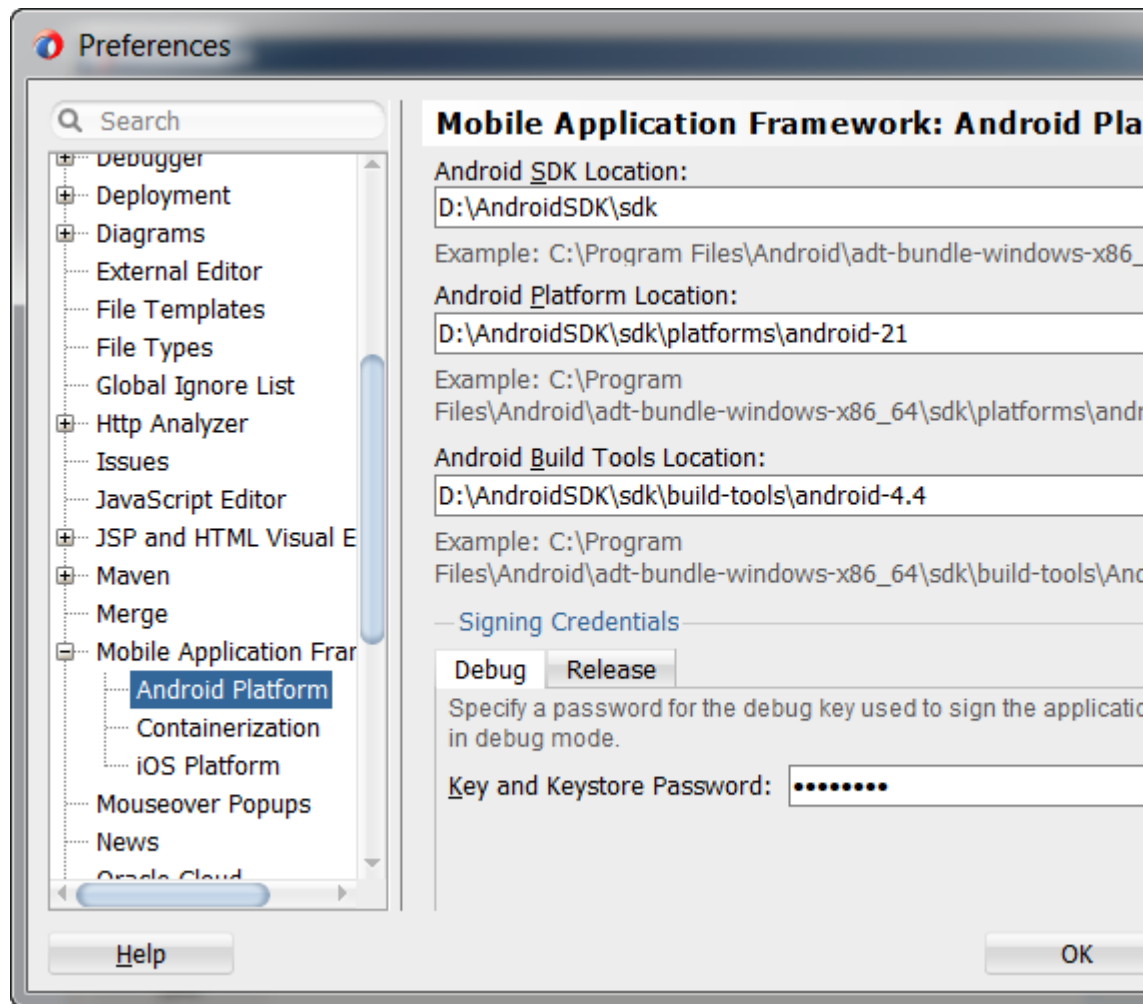 Preferences
Search
Debugger
Deployment
Diagrams
External Editor
File Templates
File Types
Global Ignore List
Http Analyzer
Issues
JavaScript Editor
JSP and HTML Visual E
Maven
Merge
Mobile Application Fran
Android Platform
Containerization
iOS Platform
Mouseover Popups
News
Oracle Cloud
Mobile Application Framework: Android Pla
Android SDK Location:
D:\AndroidSDK\sdk
Example: C:\Program Files\Android\adt-bundle-windows-x86_
Android Platform Location:
D:\AndroidSDK\sdk\platforms\android-21
Example: C:\Program
Files\Android\adt-bundle-windows-x86_64\sdk\platforms\andr
Android Build Tools Location:
D:\AndroidSDK\sdk\build-tools\android-4.4
Example: C:\Program
Files\Android\adt-bundle-windows-x86_64\sdk\build-tools\And
Signing Credentials
Debug Release
Specify a password for the debug key used to sign the applicatio
in debug mode.
Key and Keystore Password: ••••••••
Help
OK